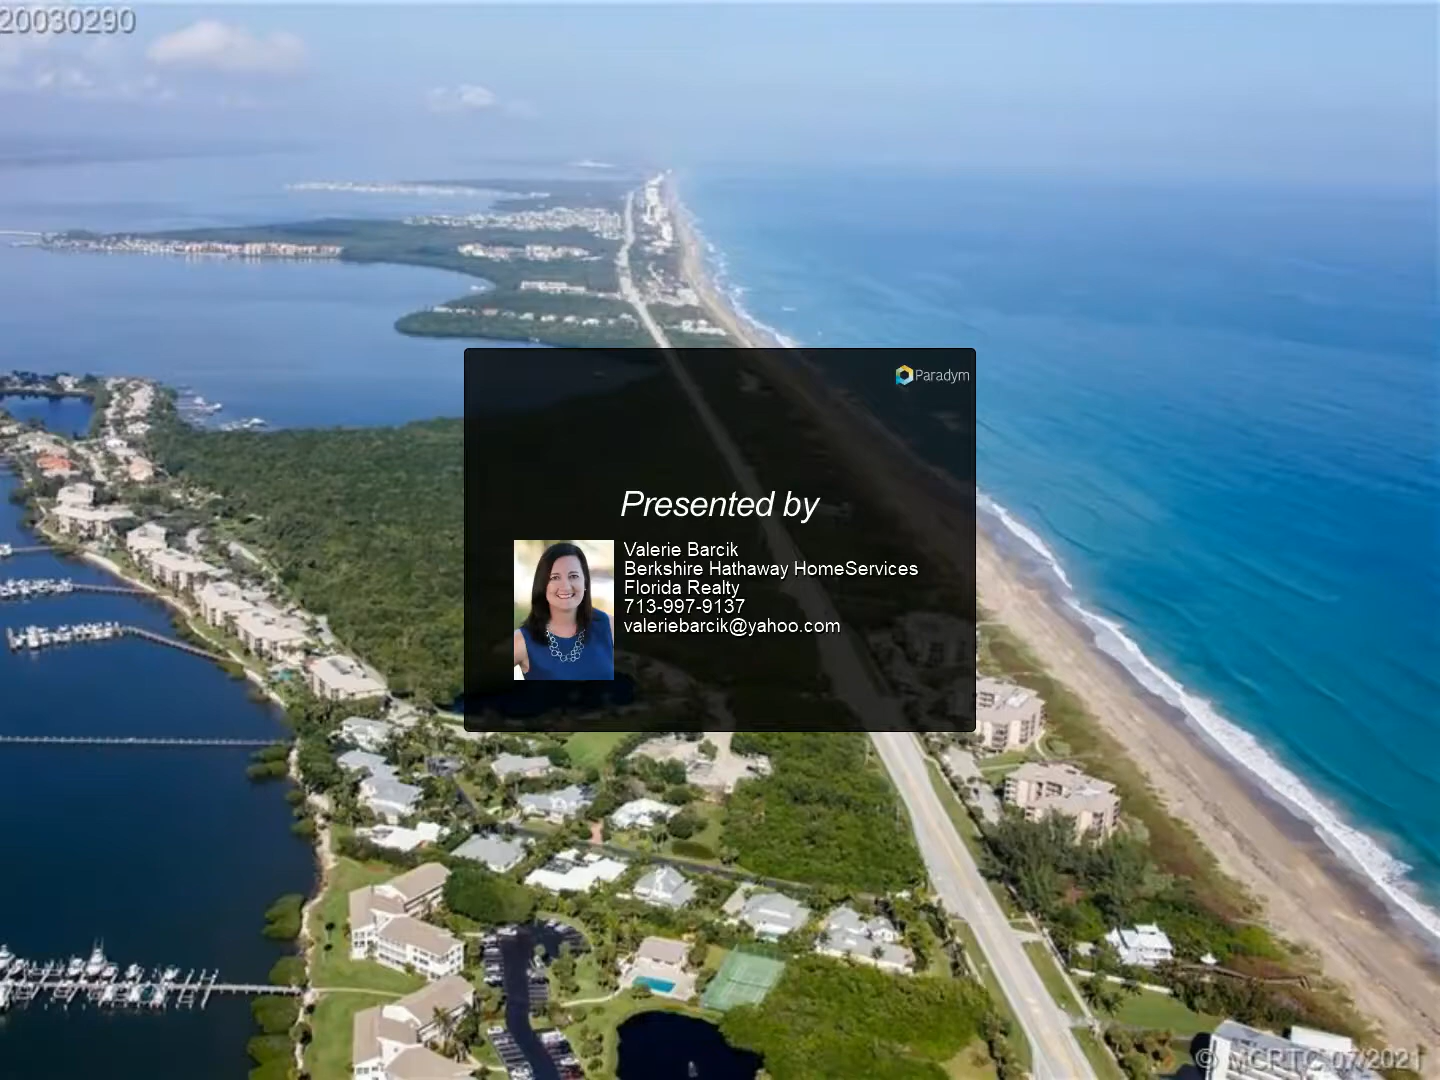 20030290
Paradym
Presented by
Valerie Barcik
Berkshire Hathaway HomeServices
Florida Realty
713-997-9137
valeriebarcik@yahoo.com
© MCRTC 07/2021